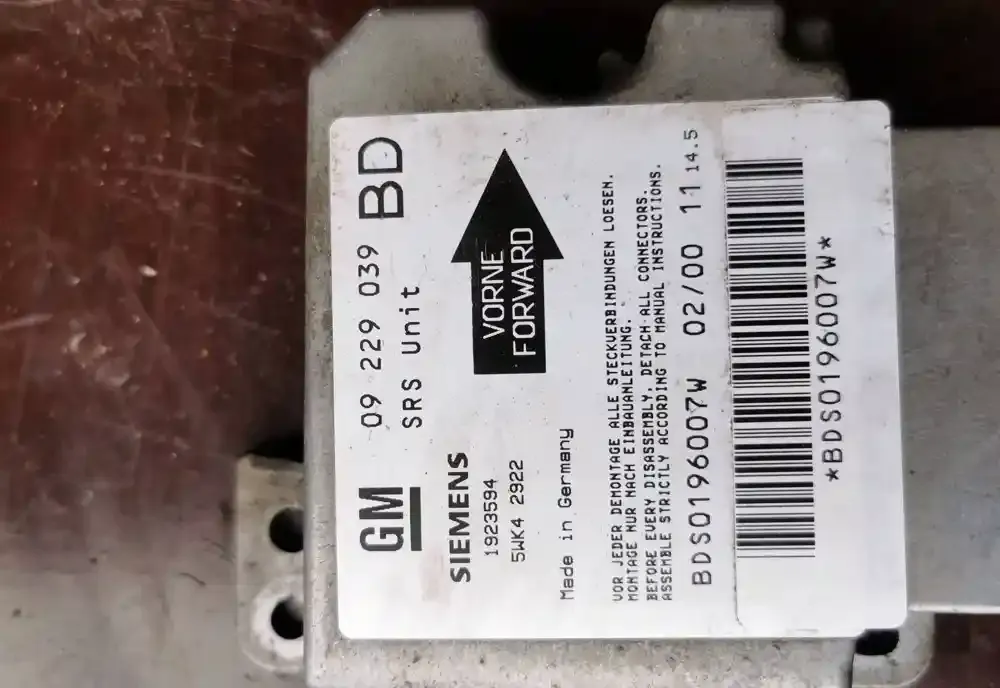 GM 09 229 039 BD
SRS Unit
SIEMENS
1923594
5WK4 2922
VORNE
FORWARD
Made in Germany
VOR JEDER DEMONTAGE ALLE STECKVERBINDUNGEN LOESEN.
MONTAGE NUR NACH EINBAUANLEITUNG.
BEFORE EVERY DISASSEMBLY, DETACH ALL CONNECTORS.
ASSEMBLE STRICTLY ACCORDING TO MANUAL INSTRUCTIONS.
BDS0196007W 02/00 11 14.5
*BDS0196007W*